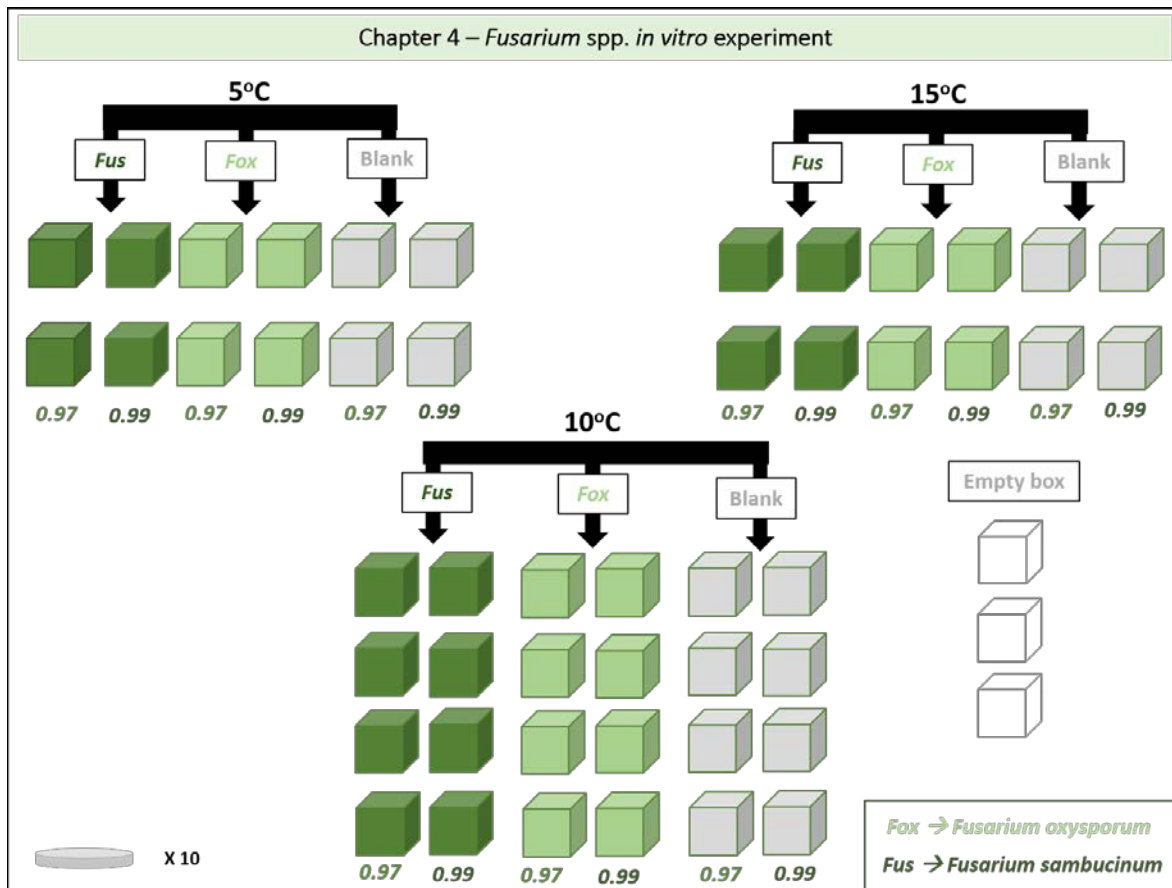 Chapter 4 – Fusarium spp. in vitro experiment
5°C
Fus
Fox
Blank
0.97 0.99 0.97 0.99 0.97 0.99
15°C
Fus
Fox
Blank
0.97 0.99 0.97 0.99 0.97 0.99
10°C
Fus
Fox
Blank
0.97 0.99 0.97 0.99 0.97 0.99
Empty box
X 10
Fox → Fusarium oxysporum
Fus → Fusarium sambucinum